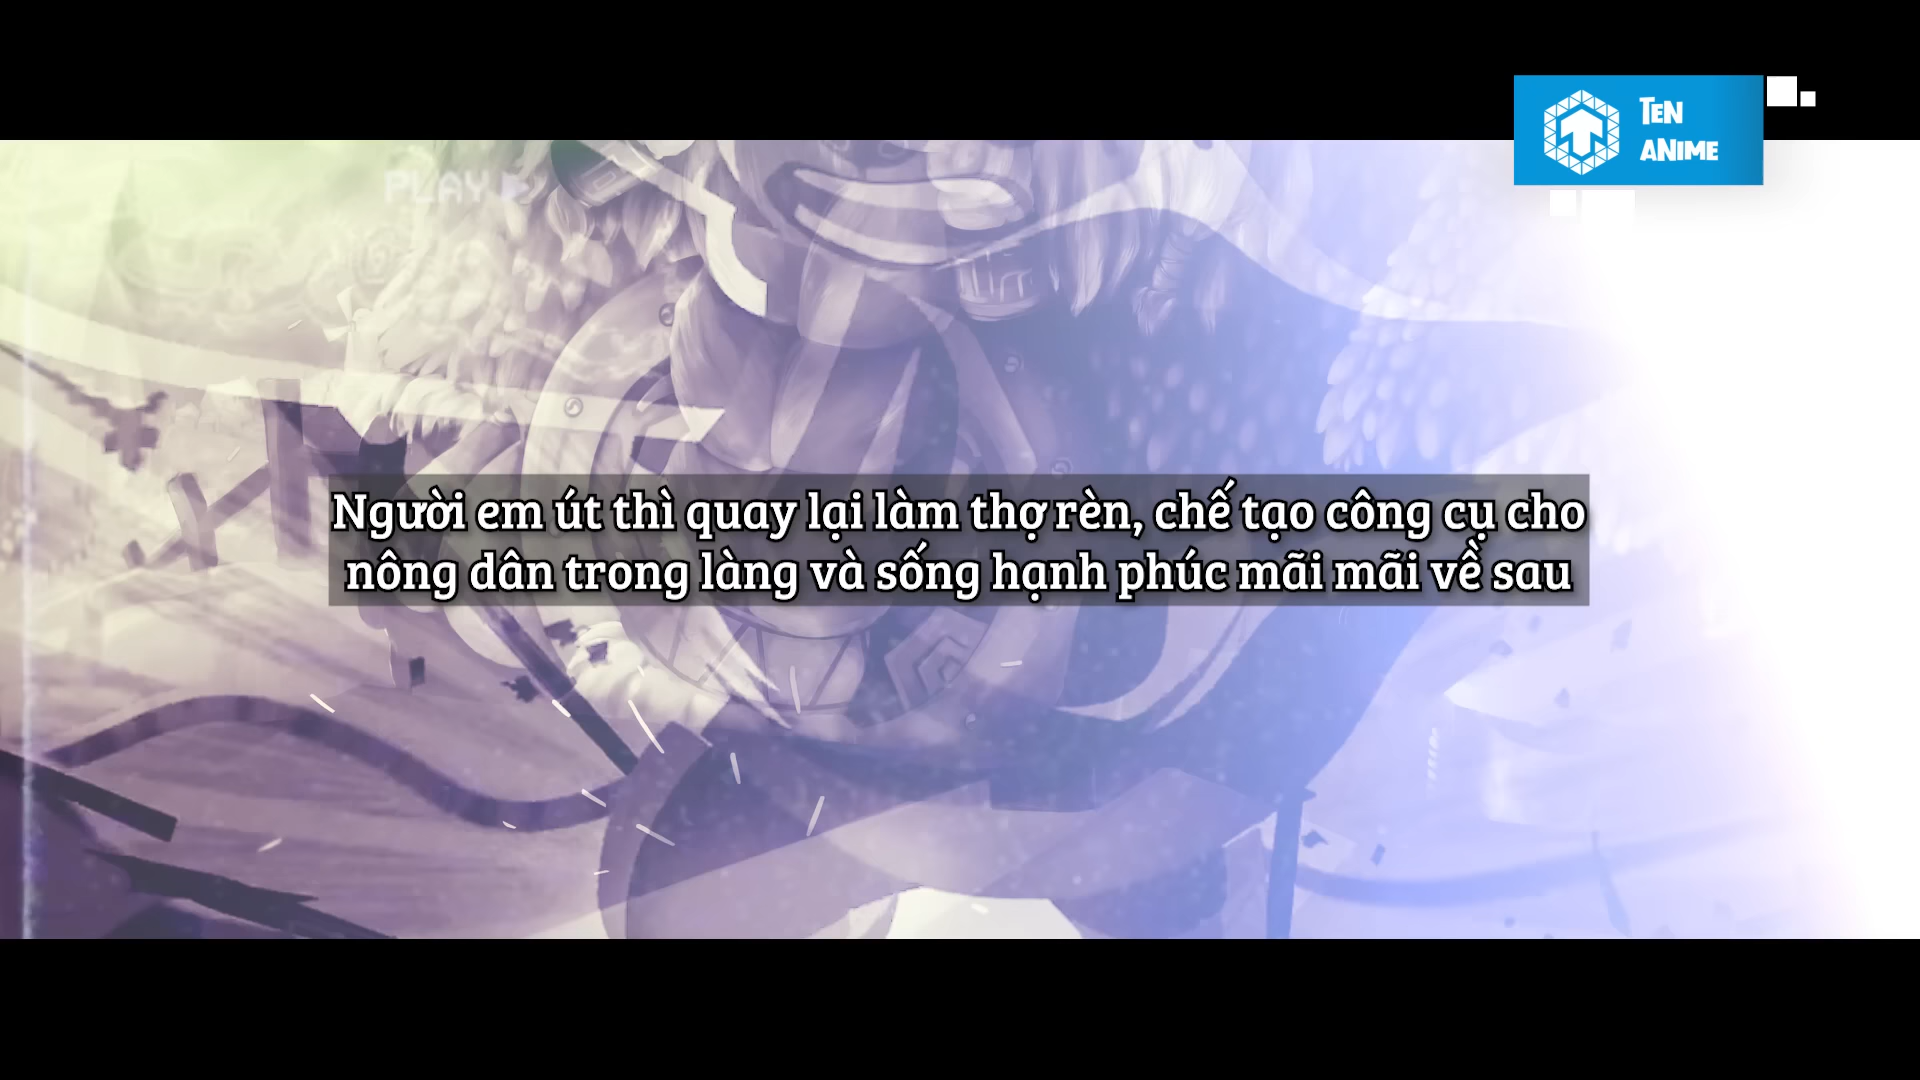 TEN
ANIME
PLAY
Người em út thì quay lại làm thợ rèn, chế tạo công cụ cho
nông dân trong làng và sống hạnh phúc mãi mãi về sau